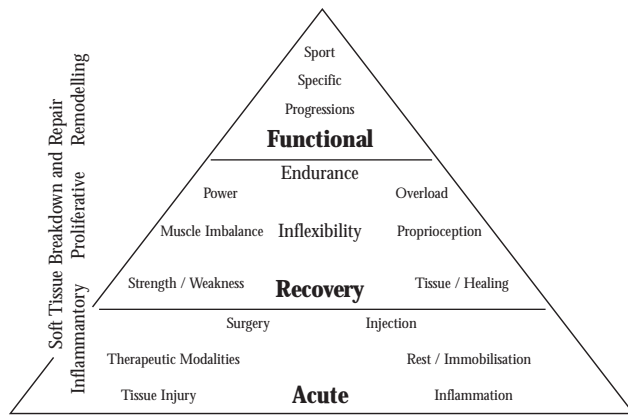 Sport
Specific
Progressions
Functional
Endurance
Power Overload
Muscle Imbalance Inflexibility Proprioception
Strength / Weakness Recovery Tissue / Healing
Surgery Injection
Therapeutic Modalities Rest / Immobilisation
Tissue Injury Acute Inflammation
Soft Tissue Breakdown and Repair
Inflammantory Proliferative Remodelling